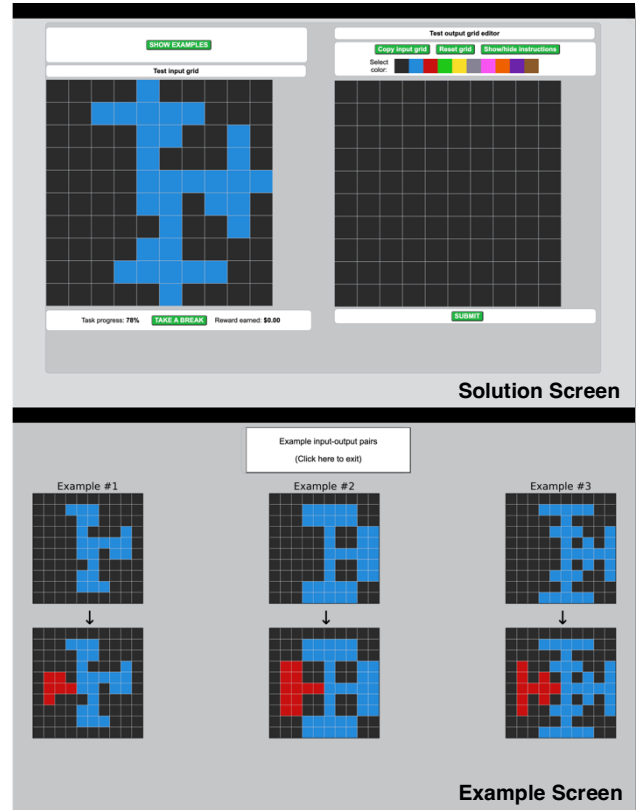 Test output grid editor
SHOW EXAMPLES
Copy input grid Reset grid Show/hide instructions
Select color:
Test input grid
Task progress: 78% TAKE A BREAK Reward earned: $0.00
SUBMIT
Solution Screen
Example input-output pairs
(Click here to exit)
Example #1 Example #2 Example #3
↓ ↓ ↓
Example Screen